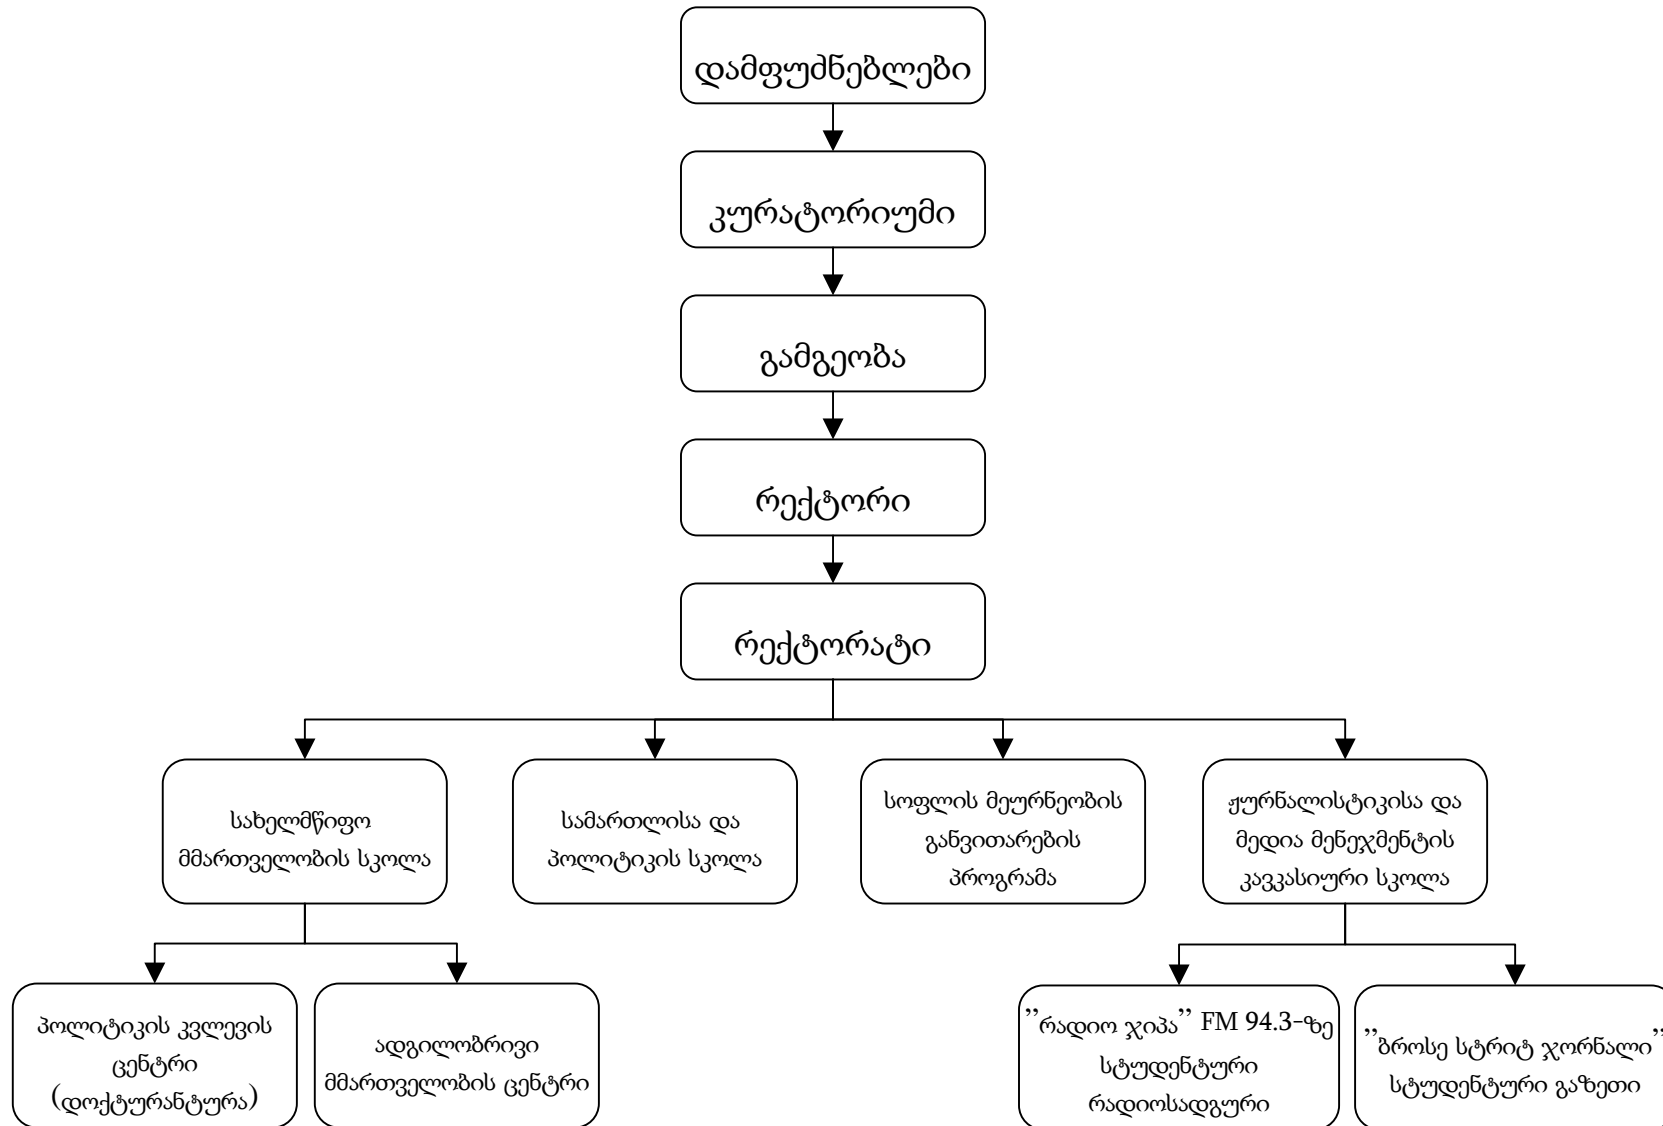 დამფუძნებლები
კურატორიუმი
გამგეობა
რექტორი
რექტორატი
სახელმწიფო
მმართველობის სკოლა
სამართლისა და
პოლიტიკის სკოლა
სოფლის მეურნეობის
განვითარების
პროგრამა
ჟურნალისტიკისა და
მედია მენეჯმენტის
კავკასიური სკოლა
პოლიტიკის კვლევის
ცენტრი
(დოქტურანტურა)
ადგილობრივი
მმართველობის ცენტრი
”რადიო ჯიპა” FM 94.3-ზე
სტუდენტური
რადიოსადგური
”ბროსე სტრიტ ჯორნალი”
სტუდენტური გაზეთი